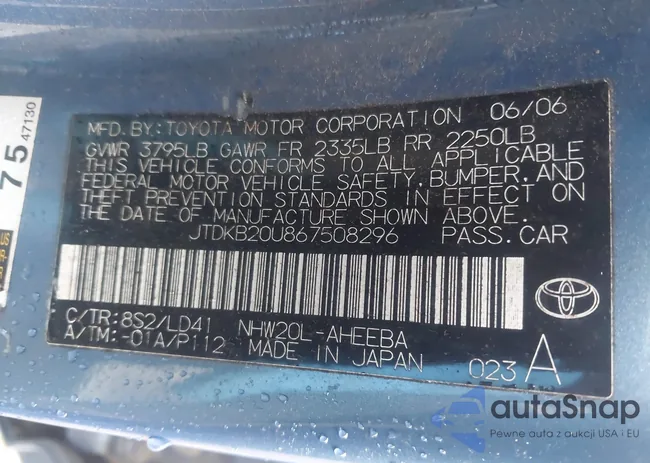 MFD. BY: TOYOTA MOTOR CORPORATION 06/06
GVWR 3795LB GAWR FR 2335LB RR 2250LB
THIS VEHICLE CONFORMS TO ALL APPLICABLE
FEDERAL MOTOR VEHICLE SAFETY, BUMPER, AND
THEFT PREVENTION STANDARDS IN EFFECT ON
THE DATE OF MANUFACTURE SHOWN ABOVE.
JTDKB20U867508296 PASS. CAR
C/TR: 8S2/LD41 NHW20L-AHEEBA
A/TM: -01A/P112 MADE IN JAPAN
023 A
75
47130
autaSnap
Pewne auta z aukcji USA i EU